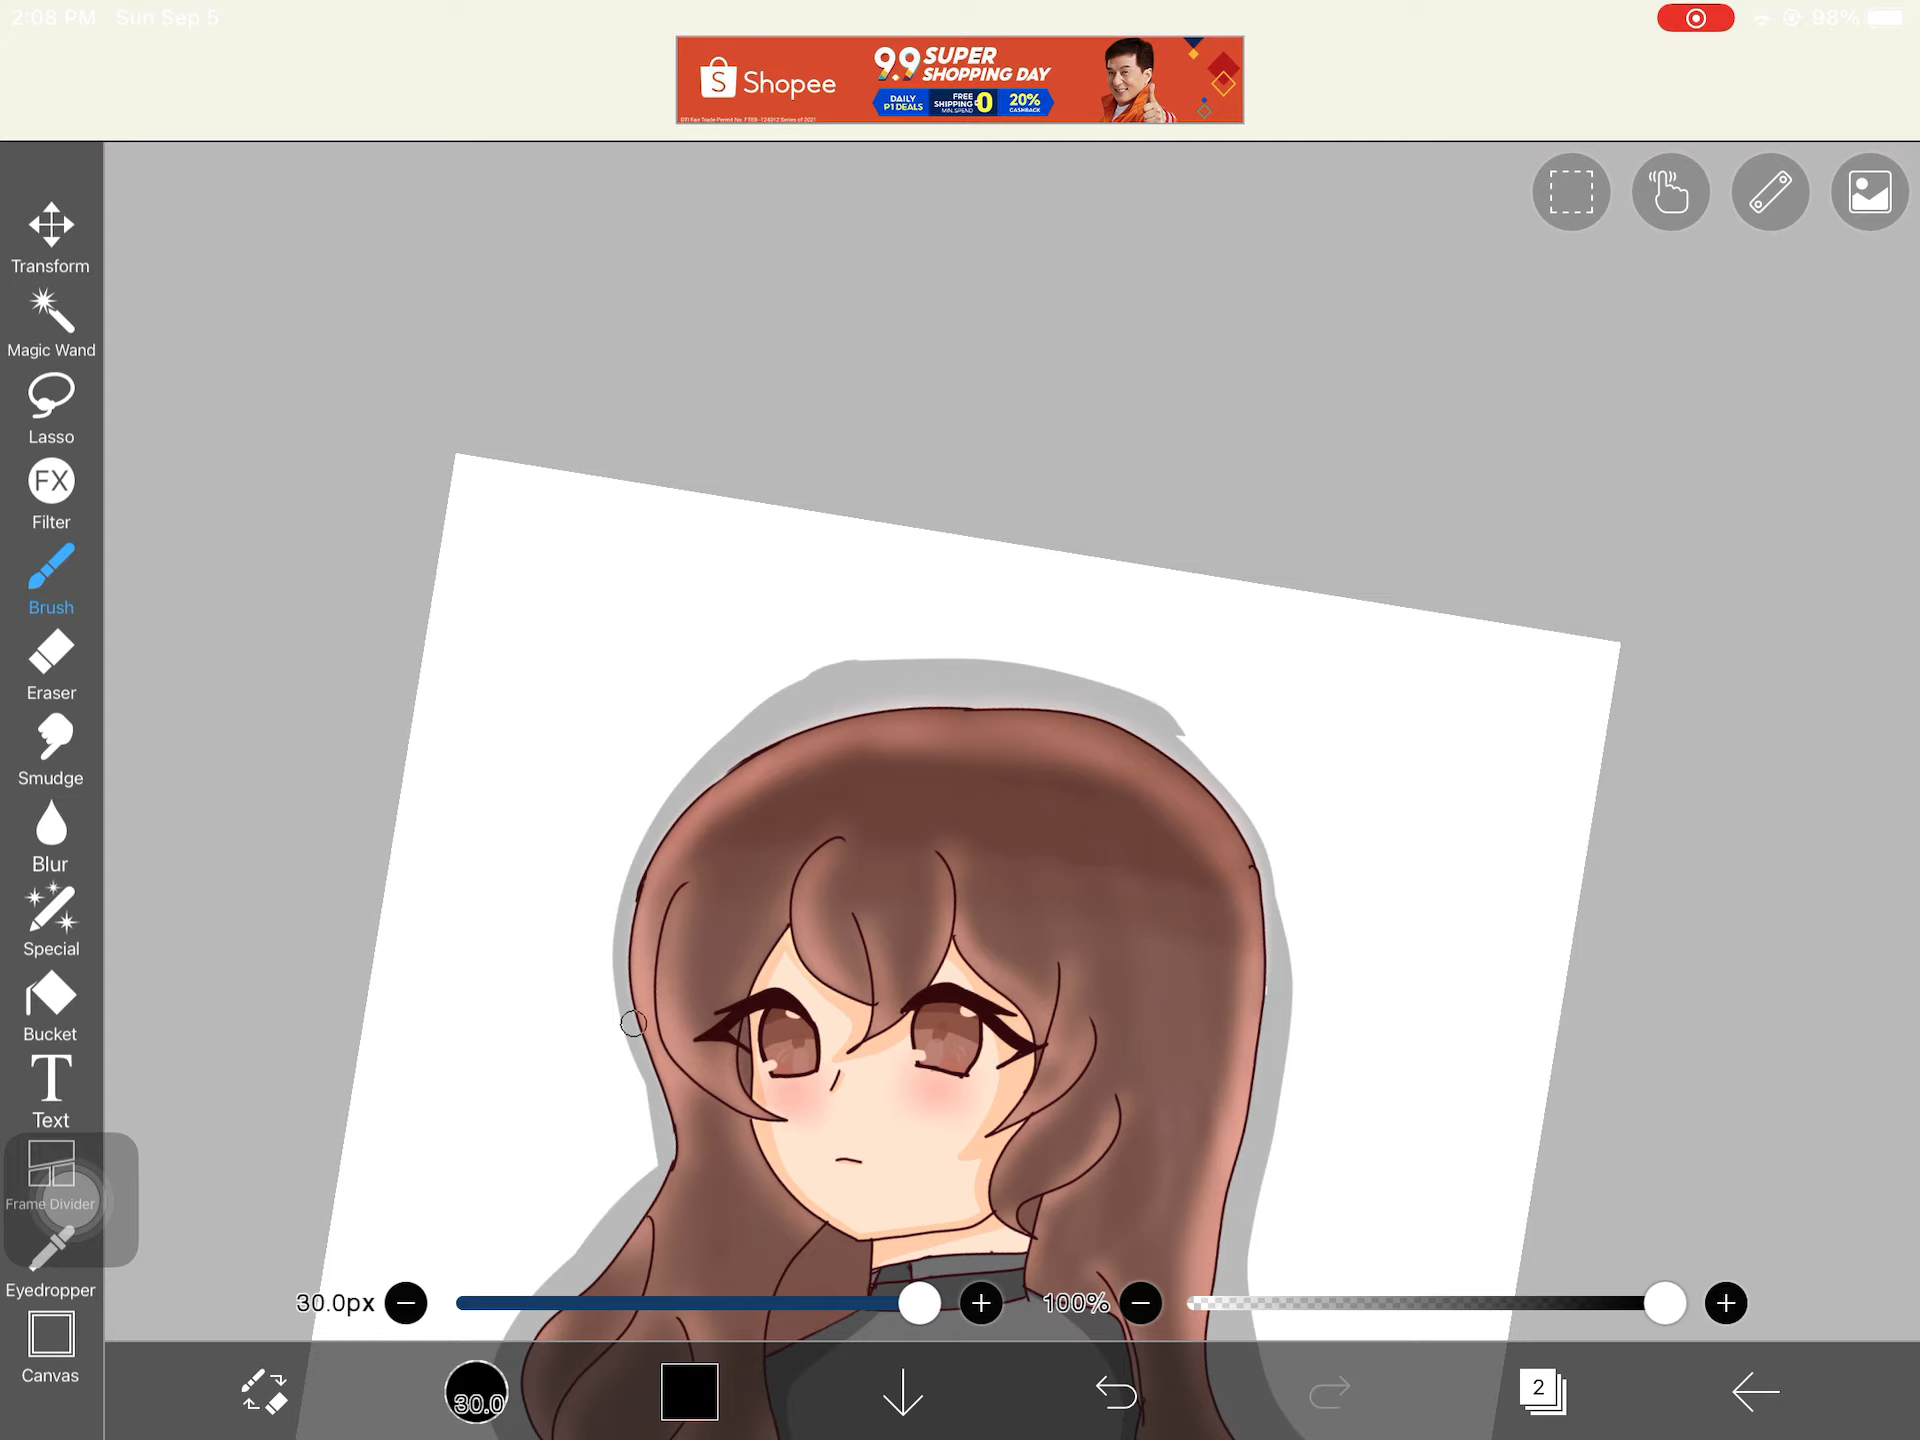 2:08 PM Sun Sep 5
98%
S Shopee
9.9 SUPER
SHOPPING DAY
DAILY
P1 DEALS
FREE
SHIPPING
MIN. SPEND
0
20%
CASHBACK
DTI Fair Trade Permit No. FTEB-124312 Series of 2021
Transform
Magic Wand
Lasso
FX
Filter
Brush
Eraser
Smudge
Blur
Special
Bucket
T
Text
Frame Divider
Eyedropper
Canvas
30.0px
100%
30.0
2